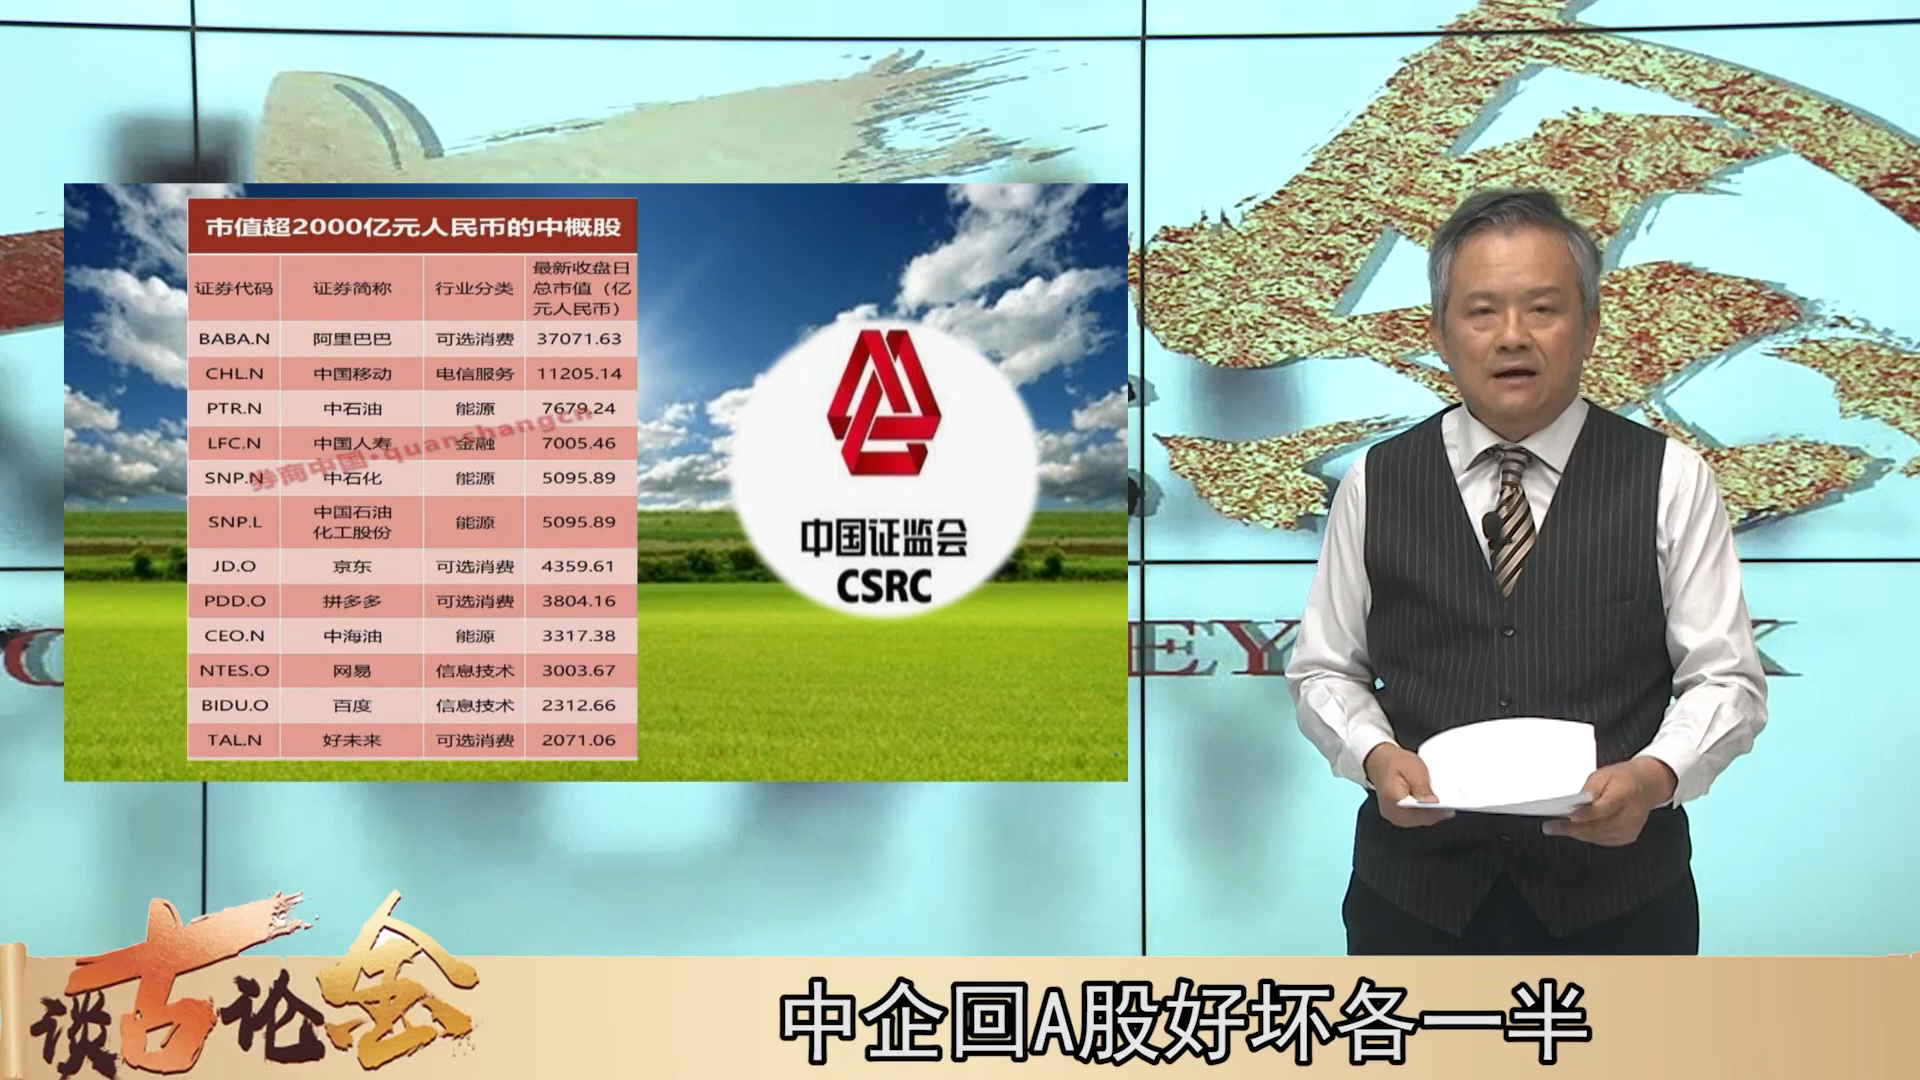 市值超2000亿元人民币的中概股
证券代码 证券简称 行业分类 最新收盘日总市值（亿元人民币）
BABA.N 阿里巴巴 可选消费 37071.63
CHL.N 中国移动 电信服务 11205.14
PTR.N 中石油 能源 7679.24
LFC.N 中国人寿 金融 7005.46
SNP.N 中石化 能源 5095.89
SNP.L 中国石油化工股份 能源 5095.89
JD.O 京东 可选消费 4359.61
PDD.O 拼多多 可选消费 3804.16
CEO.N 中海油 能源 3317.38
NTES.O 网易 信息技术 3003.67
BIDU.O 百度 信息技术 2312.66
TAL.N 好未来 可选消费 2071.06
券商中国·quanshangcn
中国证监会
CSRC
谈古论金
中企回A股好坏各一半